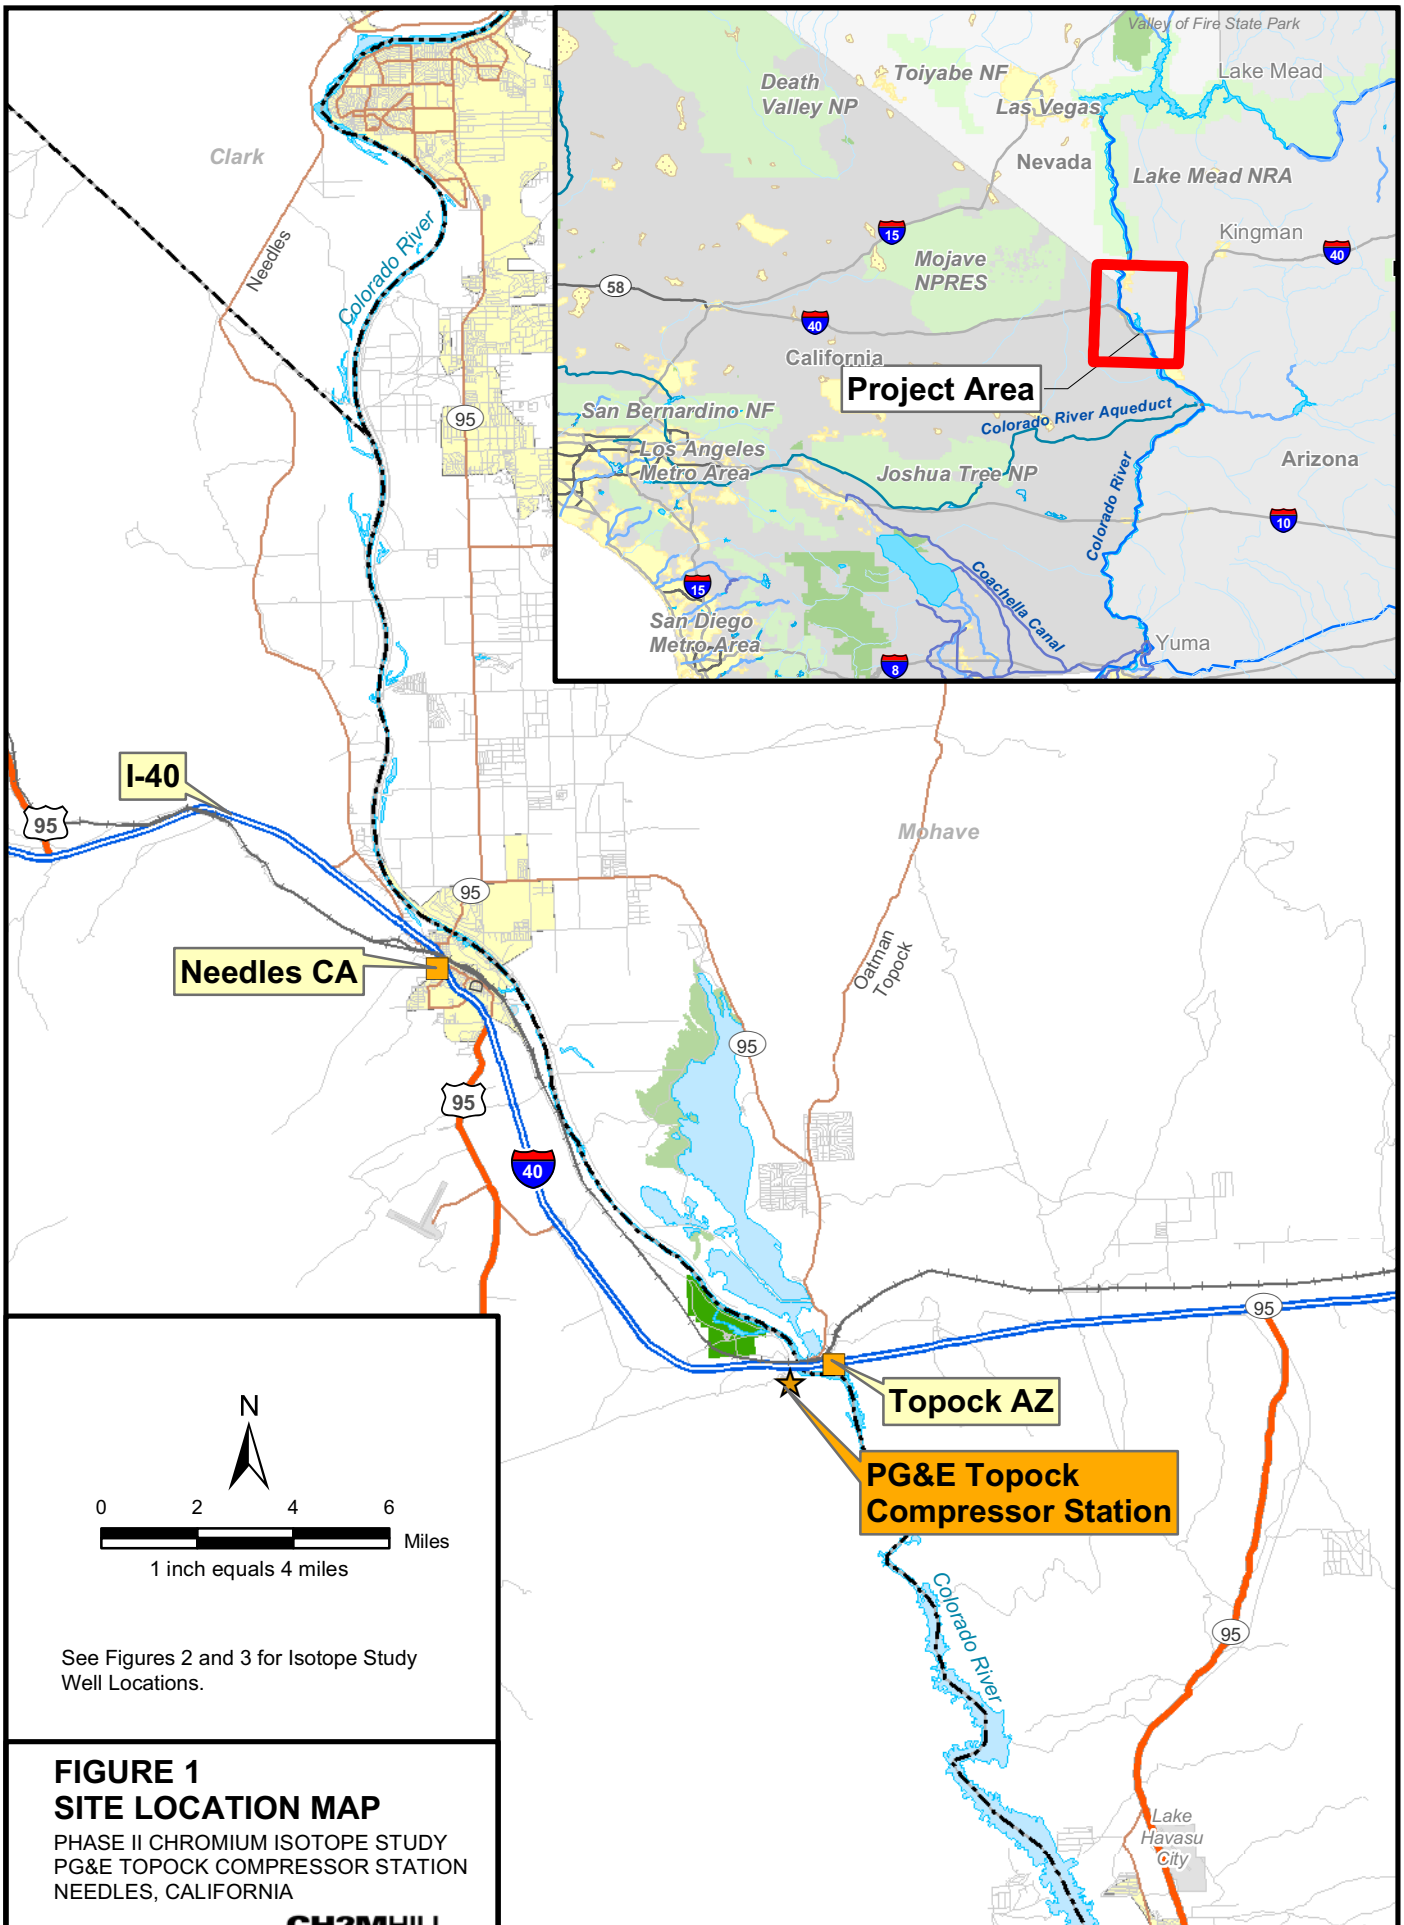 Valley of Fire State Park
Lake Mead
Toiyabe NF
Death
Valley NP
Las Vegas
Nevada
Lake Mead NRA
Kingman
15
40
Mojave
NPRES
58
40
California
Project Area
Colorado River Aqueduct
San Bernardino NF
Los Angeles
Metro Area
Joshua Tree NP
Arizona
Colorado River
10
15
Coachella Canal
San Diego
Metro Area
8
Yuma
Clark
Needles
Colorado River
95
I-40
95
Mohave
95
Needles CA
Oatman
Topock
95
95
40
95
Topock AZ
PG&E Topock
Compressor Station
Colorado River
95
Lake
Havasu
City
N
0 2 4 6
Miles
1 inch equals 4 miles
See Figures 2 and 3 for Isotope Study
Well Locations.
FIGURE 1
SITE LOCATION MAP
PHASE II CHROMIUM ISOTOPE STUDY
PG&E TOPOCK COMPRESSOR STATION
NEEDLES, CALIFORNIA
CH2MHILL